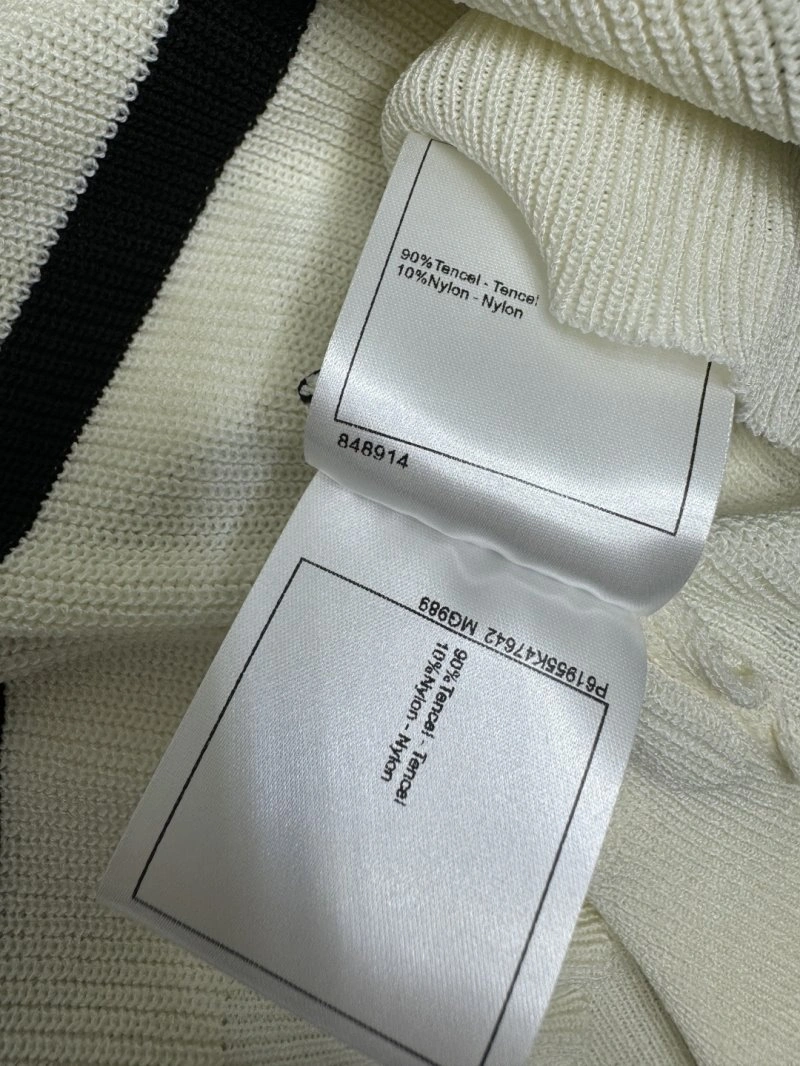 90%Tencel - Tencel
10%Nylon - Nylon
848914
P61955K47642 MG989
90%Tencel - Tencel
10%Nylon - Nylon